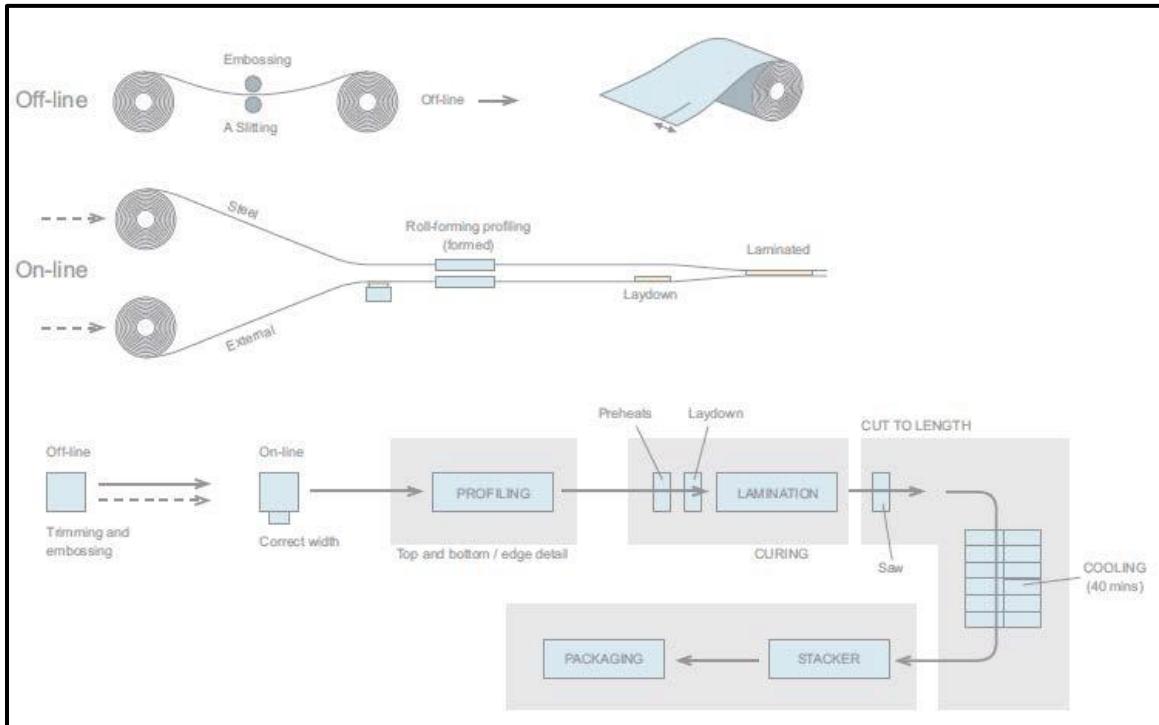 Embossing
Off-line
Off-line
A Slitting
Steel
Roll-forming profiling
(formed)
Laminated
On-line
Laydown
External
Preheats
Laydown
CUT TO LENGTH
Off-line
On-line
PROFILING
LAMINATION
Trimming and
embossing
Correct width
Top and bottom / edge detail
CURING
Saw
COOLING
(40 mins)
PACKAGING
STACKER